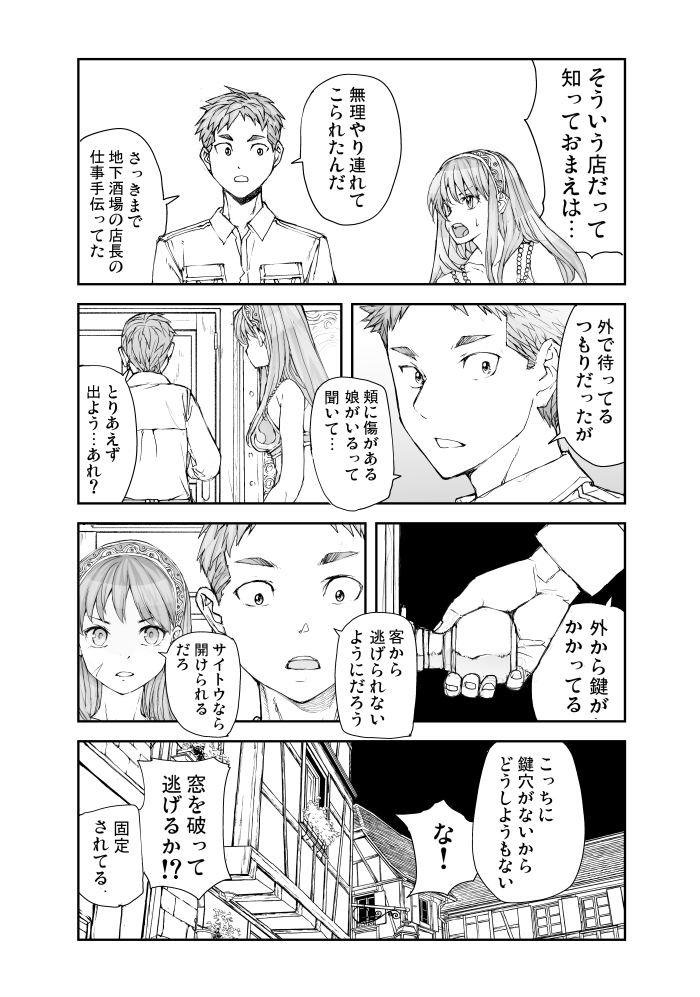 そういう店だって
知っておまえは…
無理やり連れて
こられたんだ
さっきまで
地下酒場の店長の
仕事手伝ってた
外で待ってる
つもりだったが
頬に傷がある
娘がいるって
聞いて…
とりあえず
出よう…あれ?
外から鍵が
かかってる
客から
逃げられない
ようにだろう
サイトウなら
開けられる
だろ
こっちに
鍵穴がないから
どうしようもない
な!
窓を破って
逃げるか!?
固定
されてる.